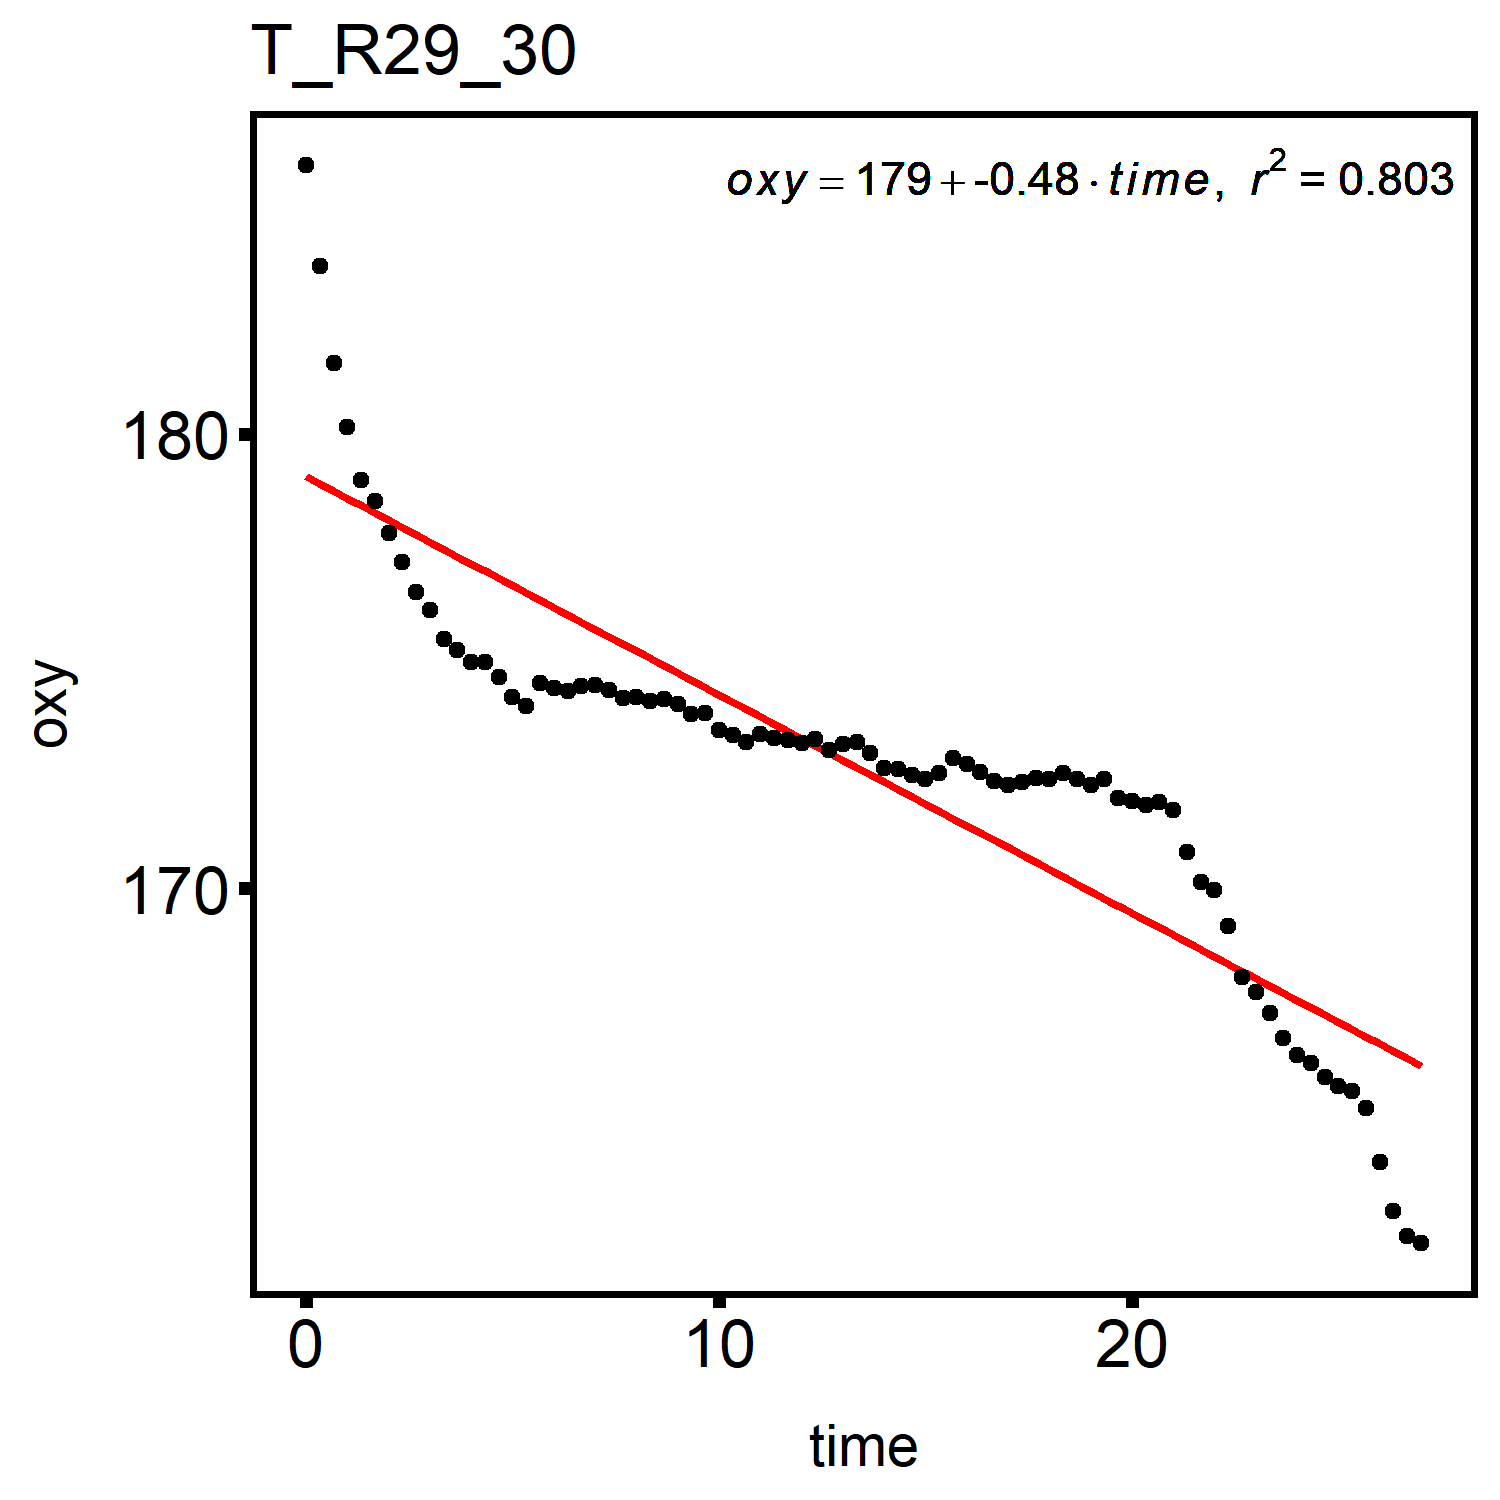 T_R29_30
oxy = 179 + -0.48 · time, r² = 0.803
180
170
oxy
0 10 20
time